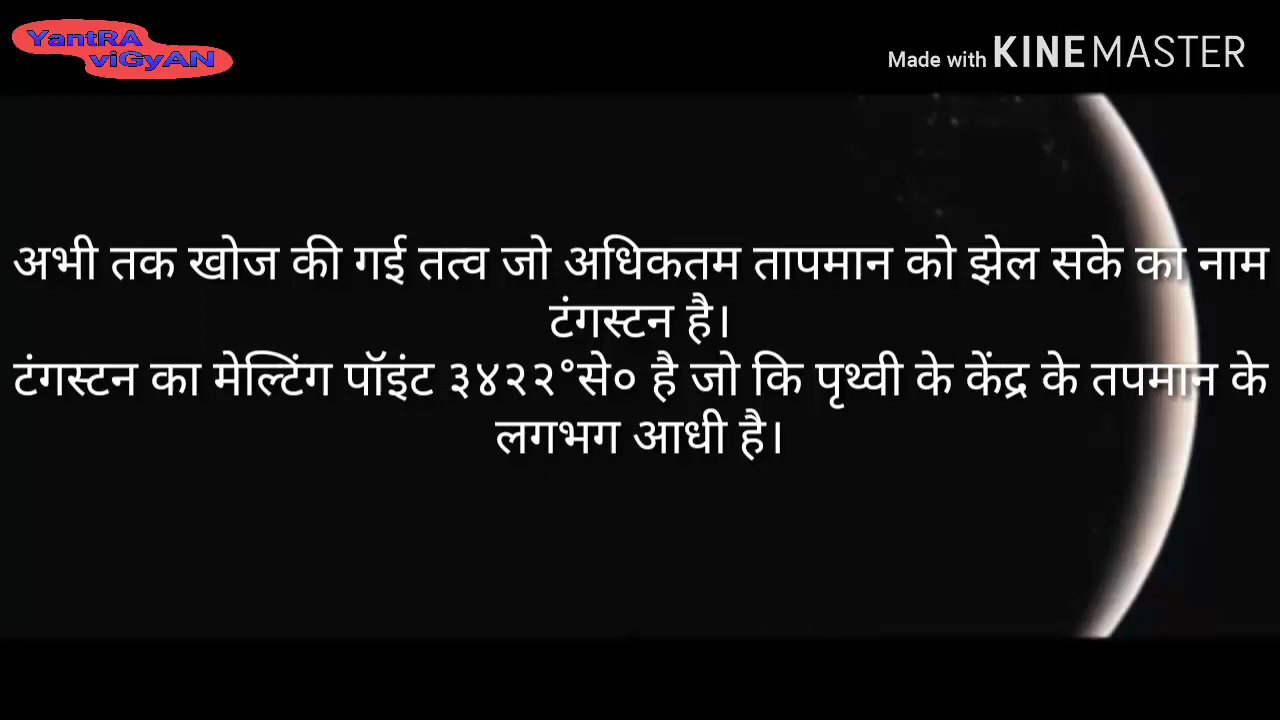 YantRA
viGyAN
Made with KINEMASTER
अभी तक खोज की गई तत्व जो अधिकतम तापमान को झेल सके का नाम
टंगस्टन है।
टंगस्टन का मेल्टिंग पॉइंट ३४२२°से० है जो कि पृथ्वी के केंद्र के तपमान के
लगभग आधी है।